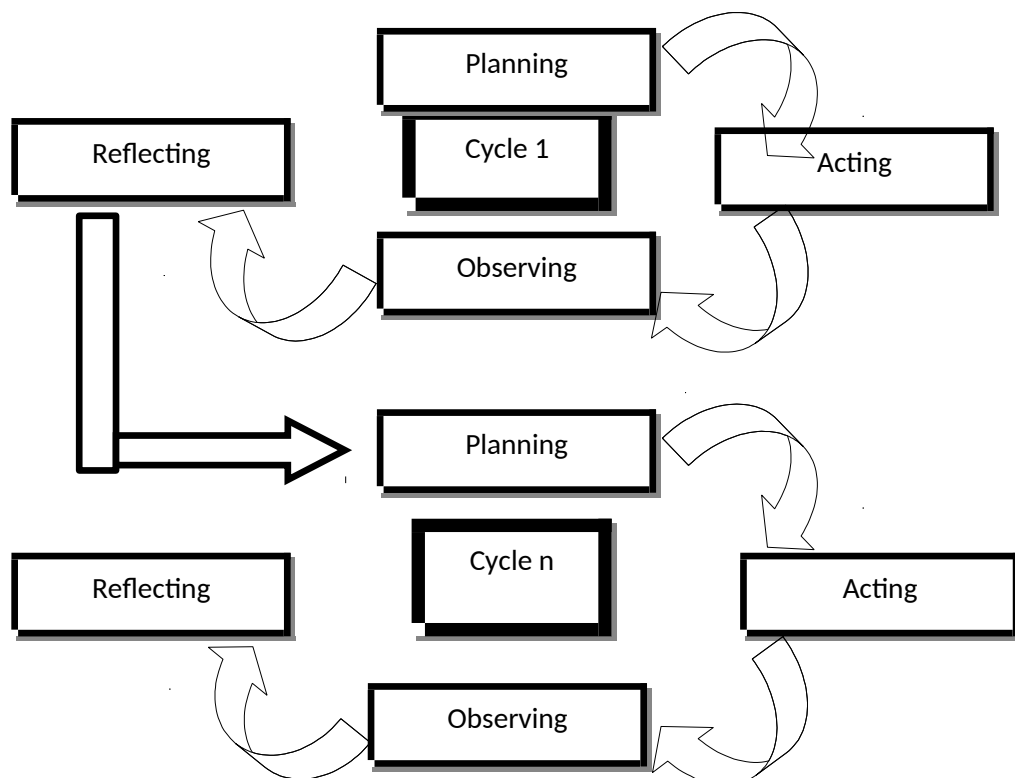 Planning
Reflecting
Cycle 1
Acting
Observing
Planning
Cycle n
Reflecting
Acting
Observing